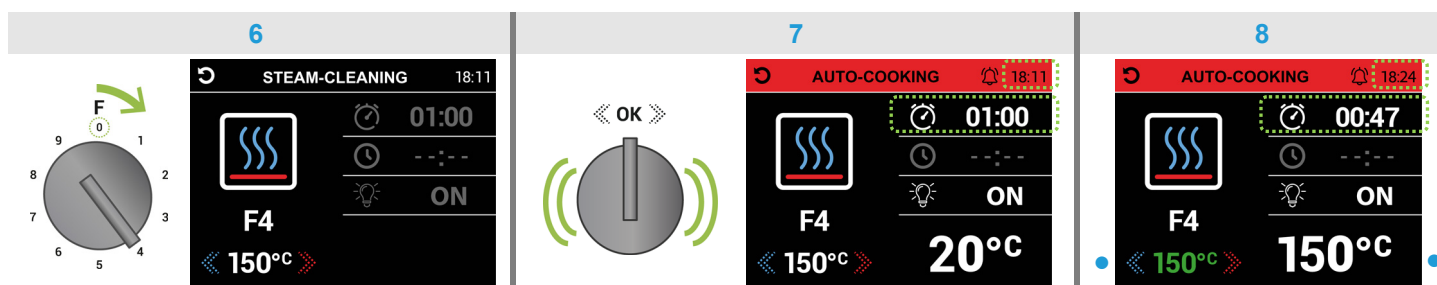 6
7
8
F
0
9
1
8
2
7
3
6
4
5
STEAM-CLEANING 18:11
01:00
--:--
ON
F4
150°C
OK
AUTO-COOKING 18:11
01:00
--:--
ON
F4
150°C
20°C
AUTO-COOKING 18:24
00:47
--:--
ON
F4
150°C
150°C